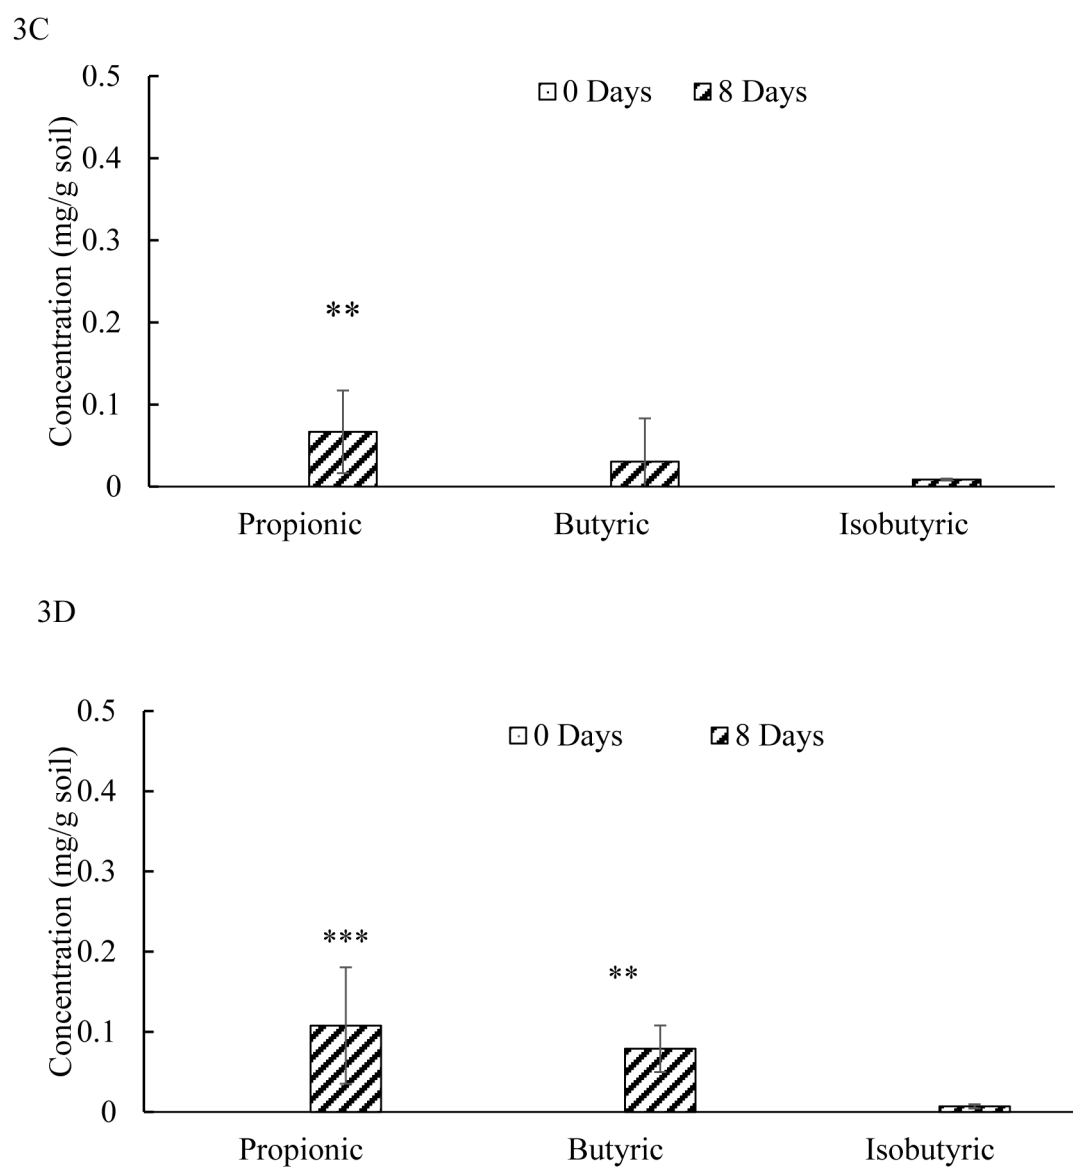 3C
0 Days 8 Days
Concentration (mg/g soil)
0.5
0.4
0.3
0.2
0.1
0
**
Propionic Butyric Isobutyric
3D
0 Days 8 Days
Concentration (mg/g soil)
0.5
0.4
0.3
0.2
0.1
0
***
**
Propionic Butyric Isobutyric